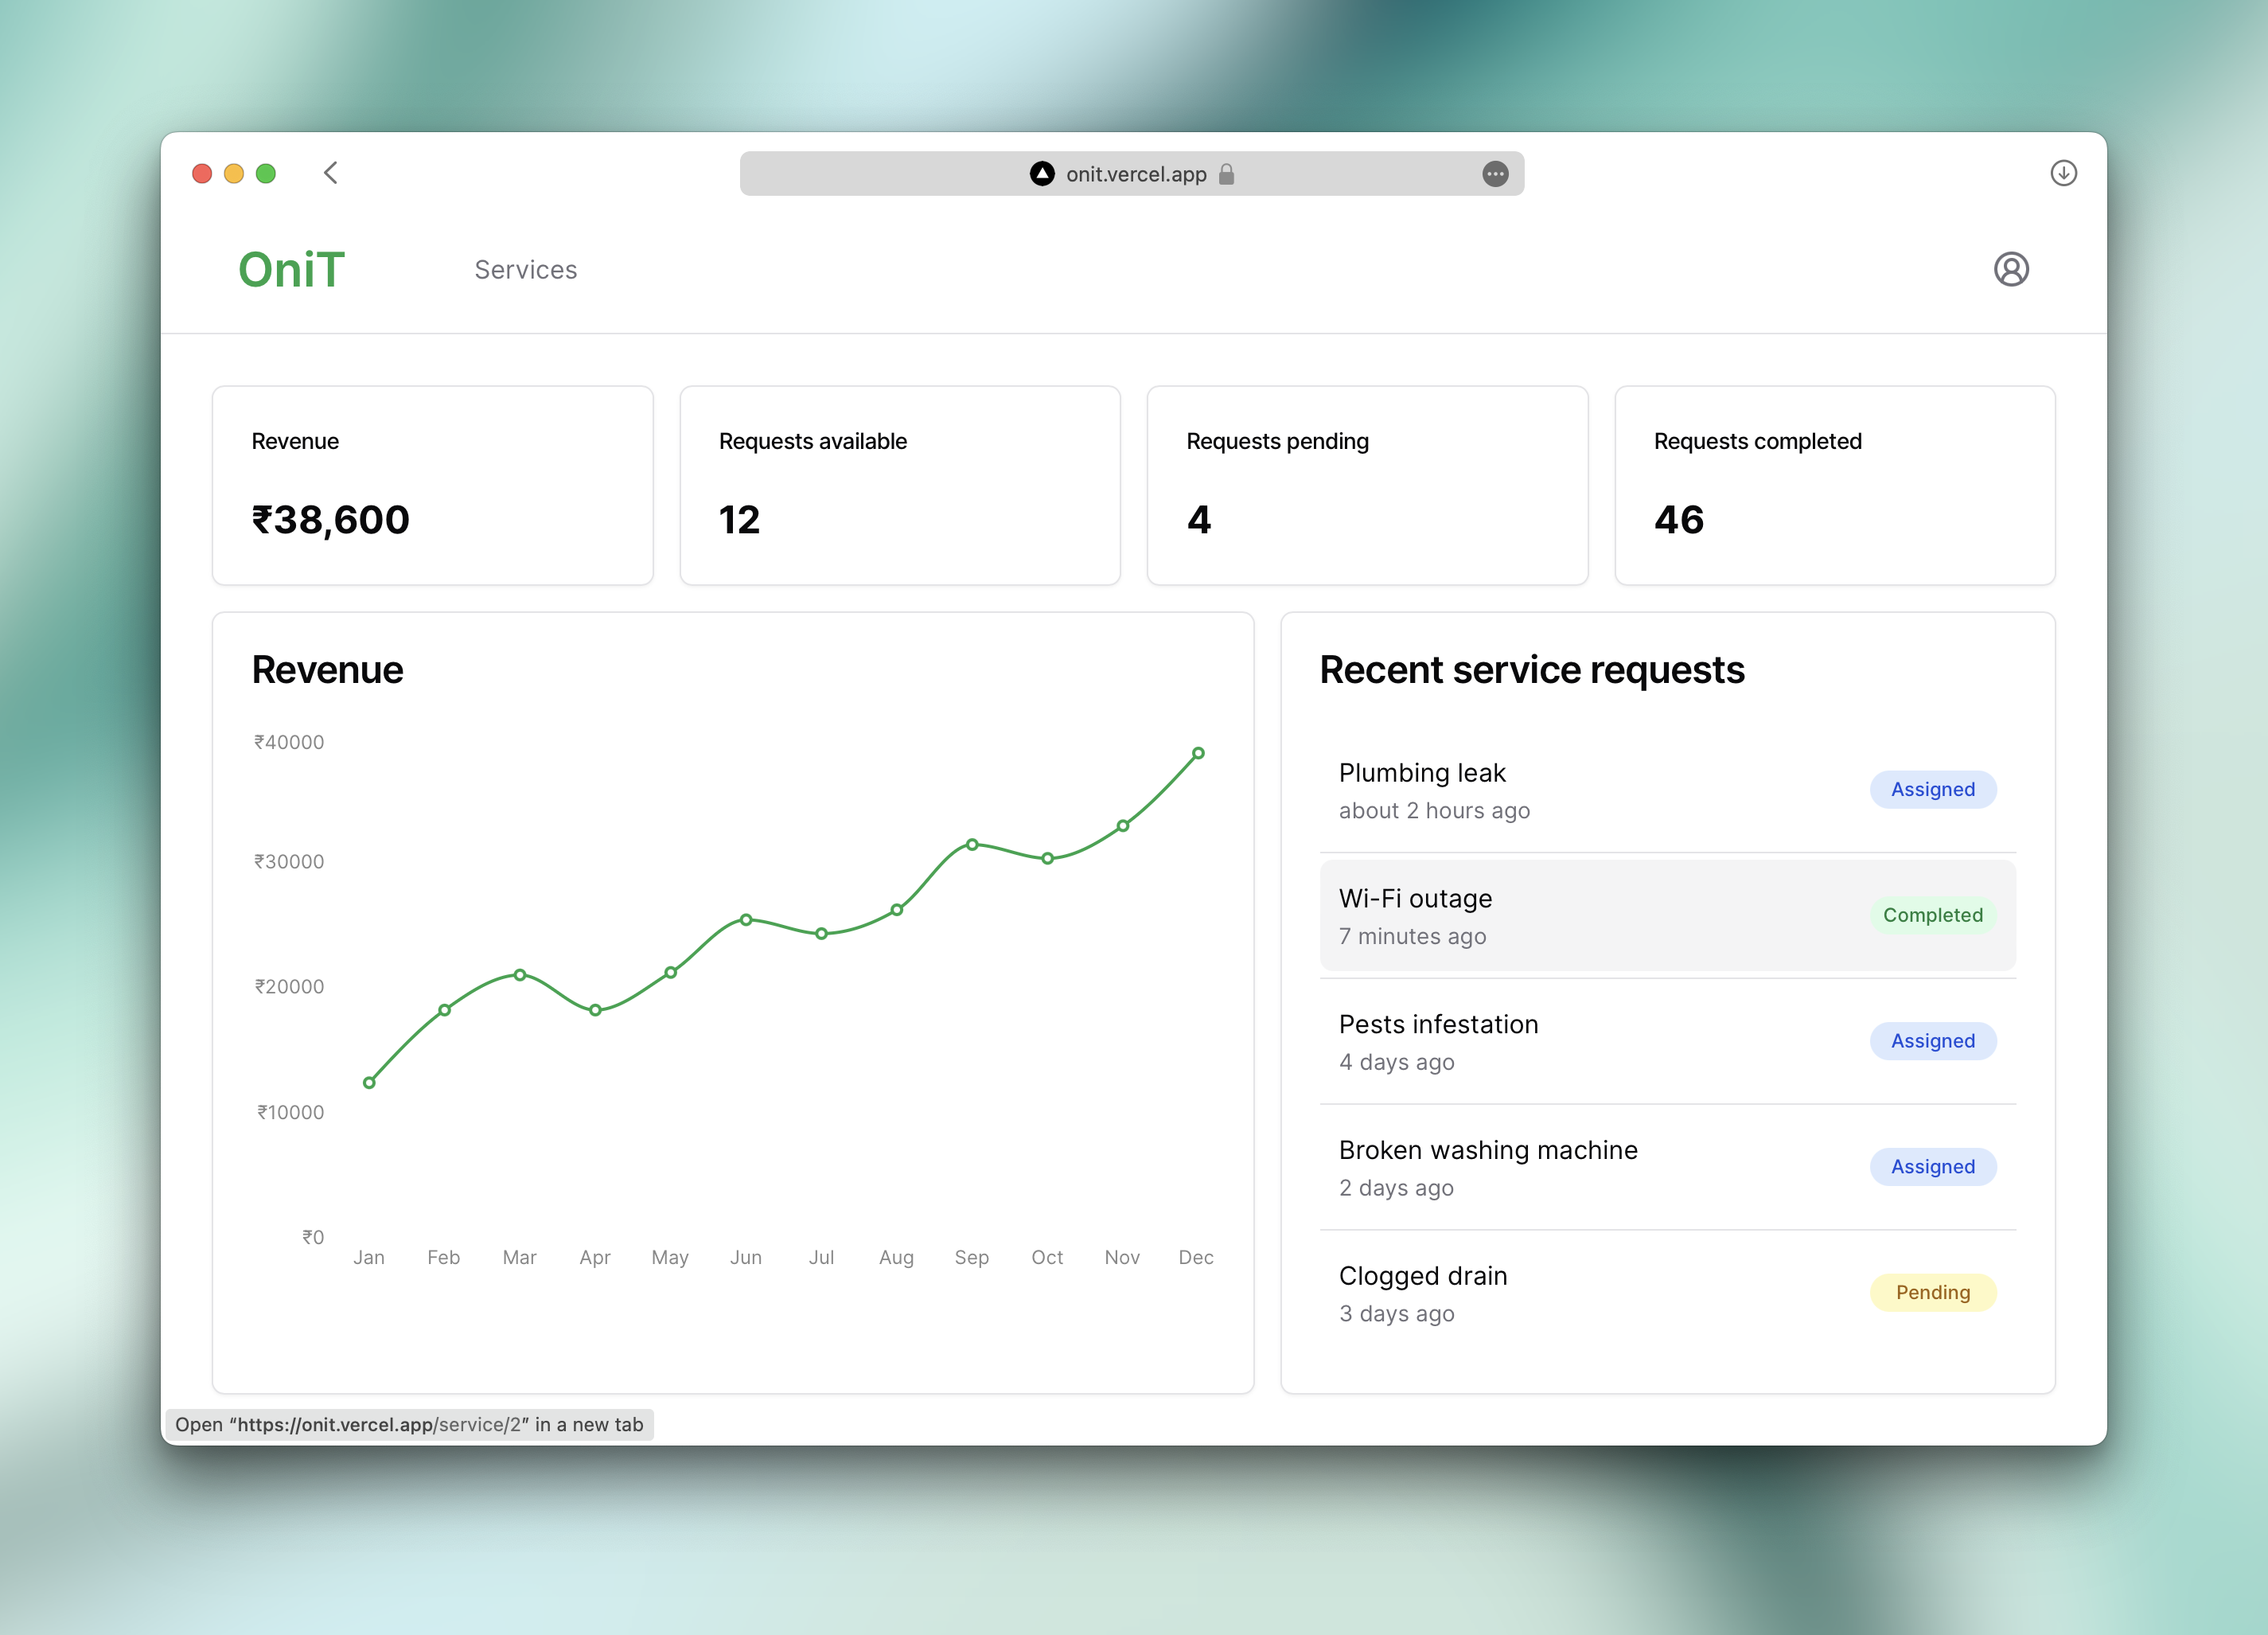 onit.vercel.app
OniT
Services
Revenue
₹38,600
Requests available
12
Requests pending
4
Requests completed
46
Revenue
₹40000
₹30000
₹20000
₹10000
₹0
Jan Feb Mar Apr May Jun Jul Aug Sep Oct Nov Dec
Recent service requests
Plumbing leak
about 2 hours ago
Assigned
Wi-Fi outage
7 minutes ago
Completed
Pests infestation
4 days ago
Assigned
Broken washing machine
2 days ago
Assigned
Clogged drain
3 days ago
Pending
Open “https://onit.vercel.app/service/2” in a new tab